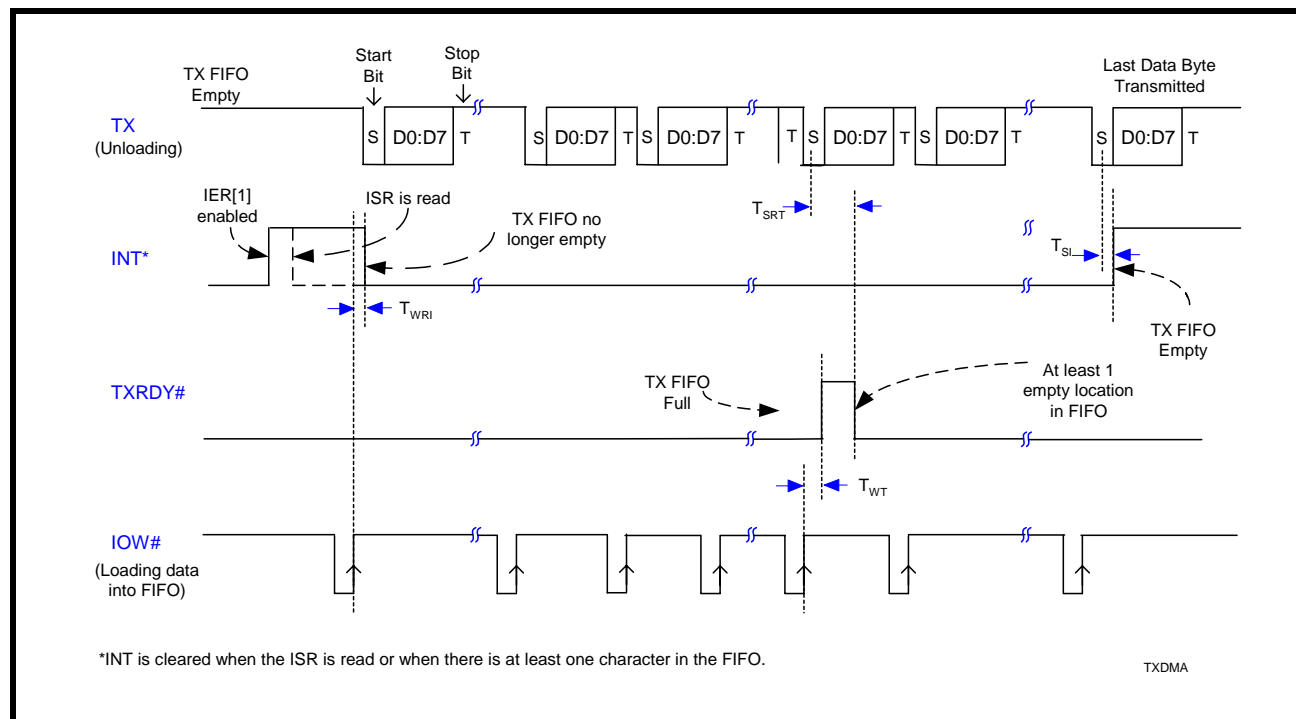 Start
Bit
Stop
Bit
TX FIFO
Empty
Last Data Byte
Transmitted
TX
(Unloading)
S D0:D7 T S D0:D7 T S D0:D7 T T S D0:D7 T S D0:D7 T S D0:D7 T
IER[1]
enabled
ISR is read
TX FIFO no
longer empty
TSRT
TSI
INT*
TWRI
TX FIFO
Empty
TXRDY#
TX FIFO
Full
At least 1
empty location
in FIFO
TWT
IOW#
(Loading data
into FIFO)
*INT is cleared when the ISR is read or when there is at least one character in the FIFO.
TXDMA